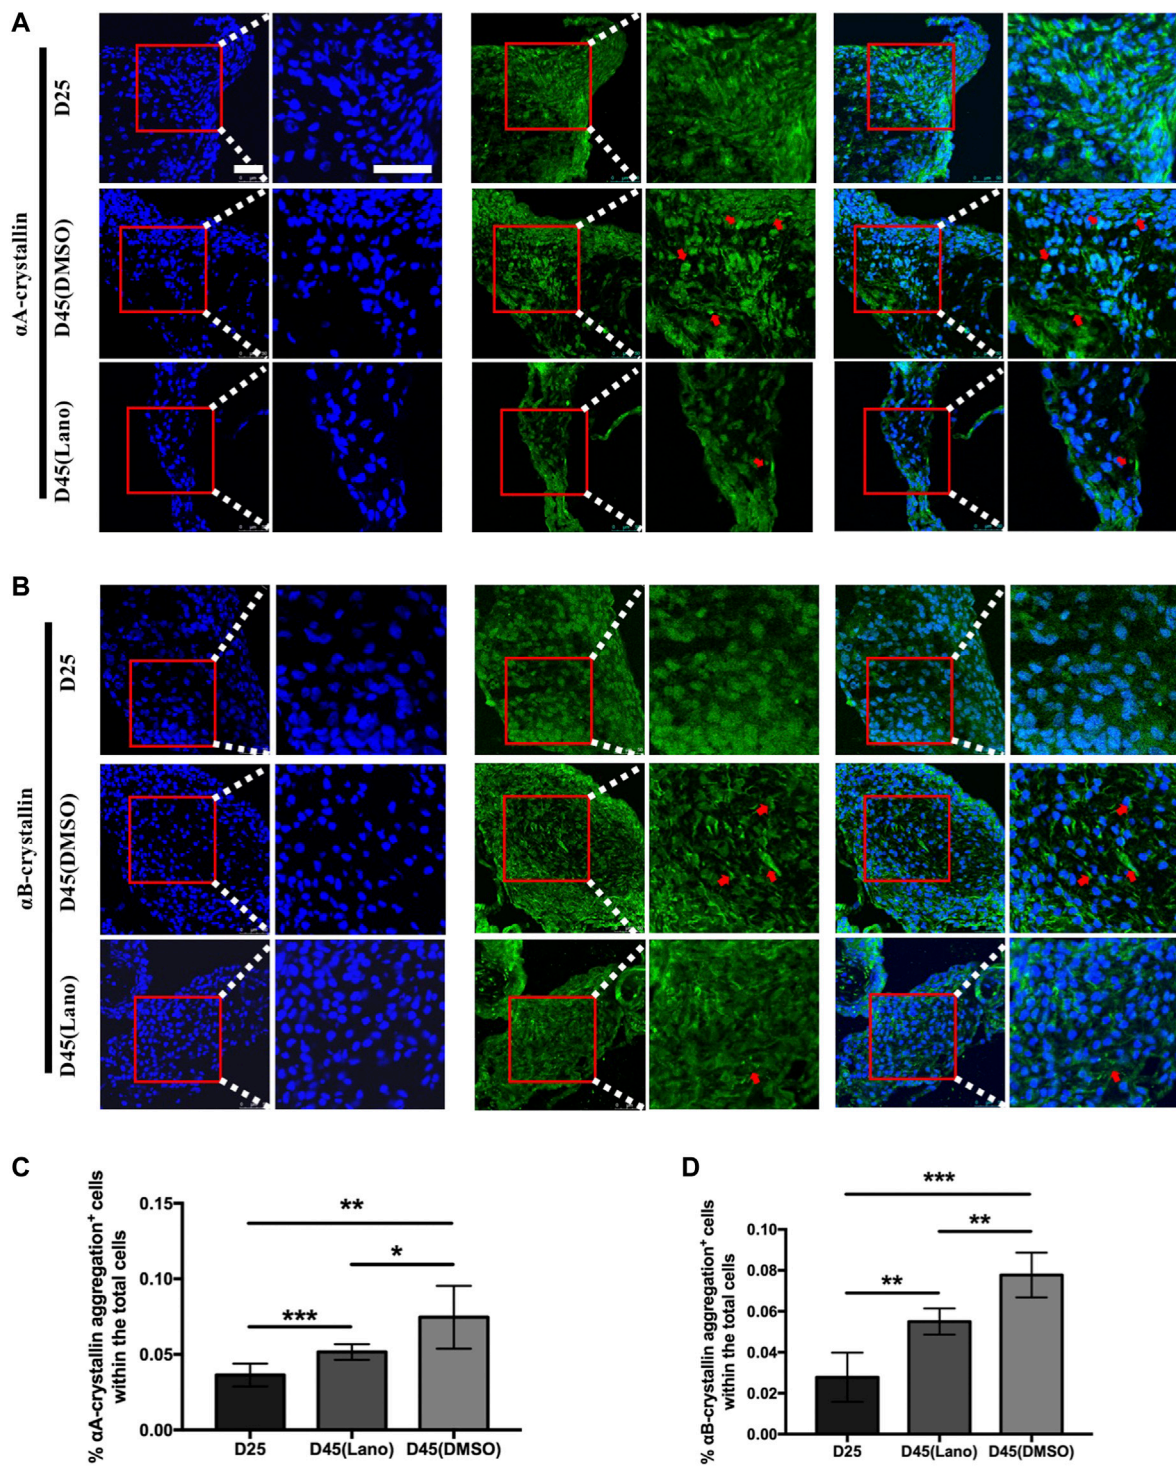 A
αA-crystallin
D25
D45(DMSO)
D45(Lano)
B
αB-crystallin
D25
D45(DMSO)
D45(Lano)
C
% αA-crystallin aggregation⁺ cells
within the total cells
0.15
0.10
0.05
0.00
**
*
***
D25
D45(Lano)
D45(DMSO)
D
% αB-crystallin aggregation⁺ cells
within the total cells
0.10
0.08
0.06
0.04
0.02
0.00
***
**
**
D25
D45(Lano)
D45(DMSO)